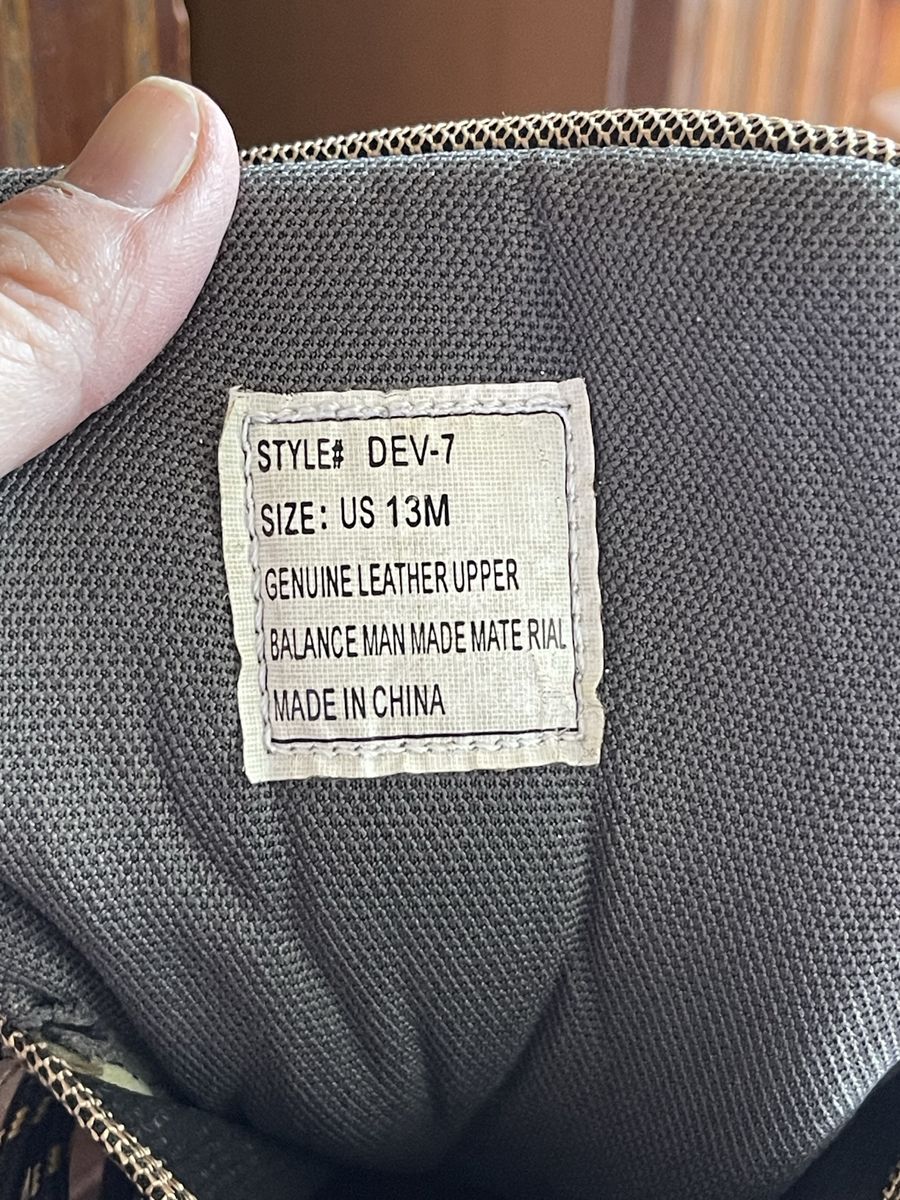 STYLE# DEV-7
SIZE: US 13M
GENUINE LEATHER UPPER
BALANCE MAN MADE MATE RIAL
MADE IN CHINA